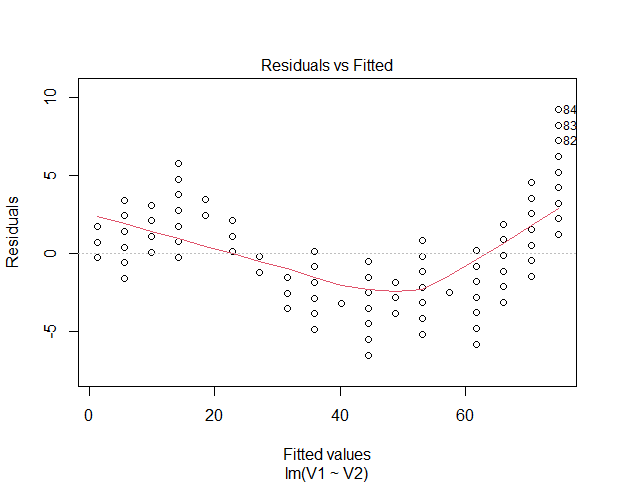 Residuals vs Fitted
Residuals
10
5
0
-5
84
83
82
0
20
40
60
Fitted values
lm(V1 ~ V2)